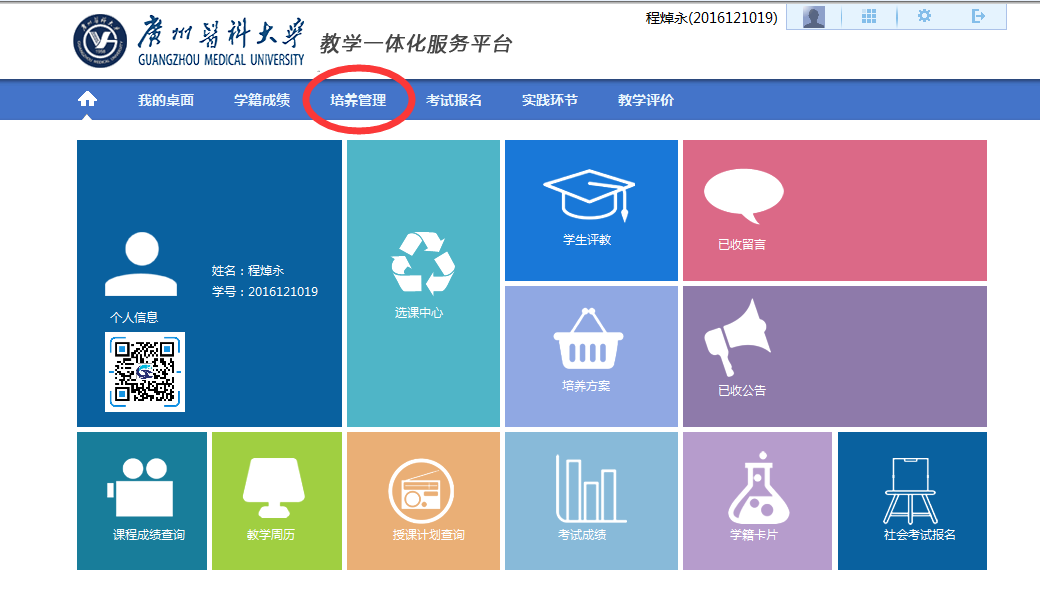 程焯永(2016121019)
廣州醫科大學
GUANGZHOU MEDICAL UNIVERSITY
教学一体化服务平台
我的桌面
学籍成绩
培养管理
考试报名
实践环节
教学评价
姓名：程焯永
学号：2016121019
个人信息
选课中心
学生评教
已收留言
培养方案
已收公告
课程成绩查询
教学周历
授课计划查询
考试成绩
学籍卡片
社会考试报名